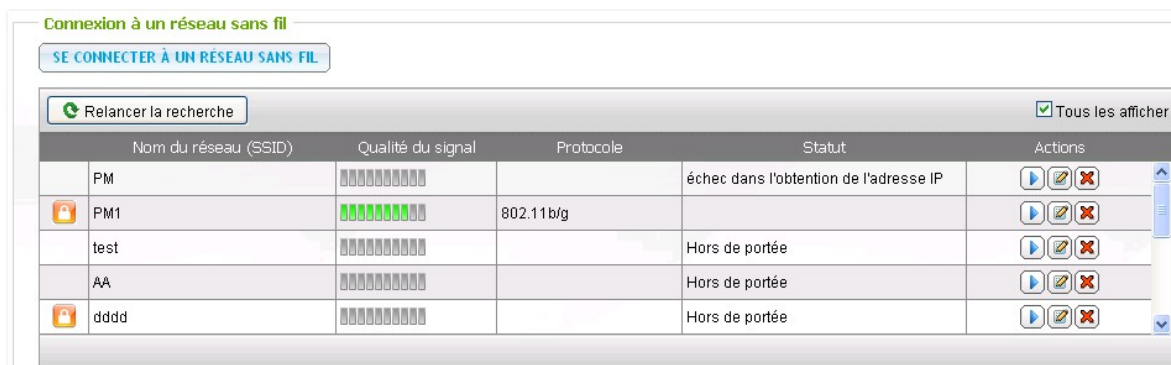 Connexion à un réseau sans fil
SE CONNECTER À UN RÉSEAU SANS FIL
Relancer la recherche Tous les afficher
Nom du réseau (SSID) Qualité du signal Protocole Statut Actions
PM échec dans l'obtention de l'adresse IP
PM1 802.11b/g
test Hors de portée
AA Hors de portée
dddd Hors de portée